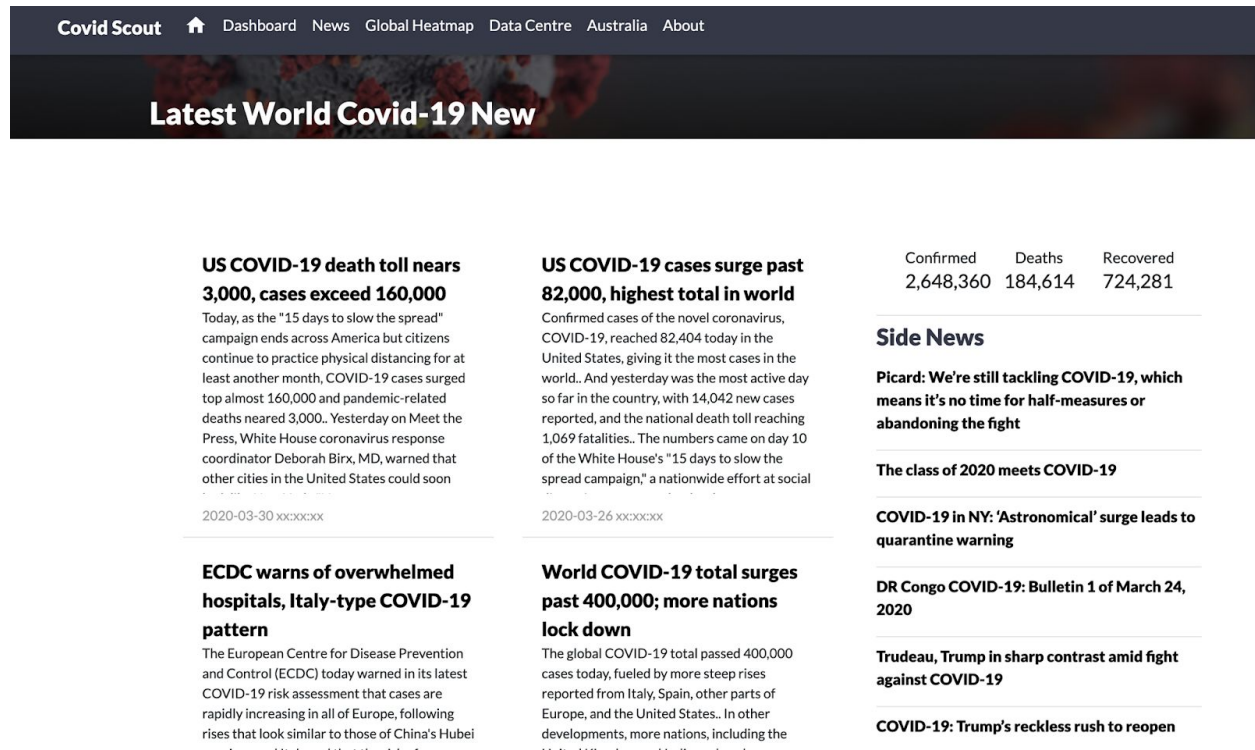 Covid Scout Dashboard News Global Heatmap Data Centre Australia About
Latest World Covid-19 New
US COVID-19 death toll nears
3,000, cases exceed 160,000
Today, as the "15 days to slow the spread"
campaign ends across America but citizens
continue to practice physical distancing for at
least another month, COVID-19 cases surged
top almost 160,000 and pandemic-related
deaths neared 3,000.. Yesterday on Meet the
Press, White House coronavirus response
coordinator Deborah Birx, MD, warned that
other cities in the United States could soon
2020-03-30 xx:xx:xx
US COVID-19 cases surge past
82,000, highest total in world
Confirmed cases of the novel coronavirus,
COVID-19, reached 82,404 today in the
United States, giving it the most cases in the
world.. And yesterday was the most active day
so far in the country, with 14,042 new cases
reported, and the national death toll reaching
1,069 fatalities.. The numbers came on day 10
of the White House's "15 days to slow the
spread campaign," a nationwide effort at social
2020-03-26 xx:xx:xx
ECDC warns of overwhelmed
hospitals, Italy-type COVID-19
pattern
The European Centre for Disease Prevention
and Control (ECDC) today warned in its latest
COVID-19 risk assessment that cases are
rapidly increasing in all of Europe, following
rises that look similar to those of China's Hubei
World COVID-19 total surges
past 400,000; more nations
lock down
The global COVID-19 total passed 400,000
cases today, fueled by more steep rises
reported from Italy, Spain, other parts of
Europe, and the United States.. In other
developments, more nations, including the
Confirmed Deaths Recovered
2,648,360 184,614 724,281
Side News
Picard: We're still tackling COVID-19, which
means it's no time for half-measures or
abandoning the fight
The class of 2020 meets COVID-19
COVID-19 in NY: ‘Astronomical’ surge leads to
quarantine warning
DR Congo COVID-19: Bulletin 1 of March 24,
2020
Trudeau, Trump in sharp contrast amid fight
against COVID-19
COVID-19: Trump's reckless rush to reopen